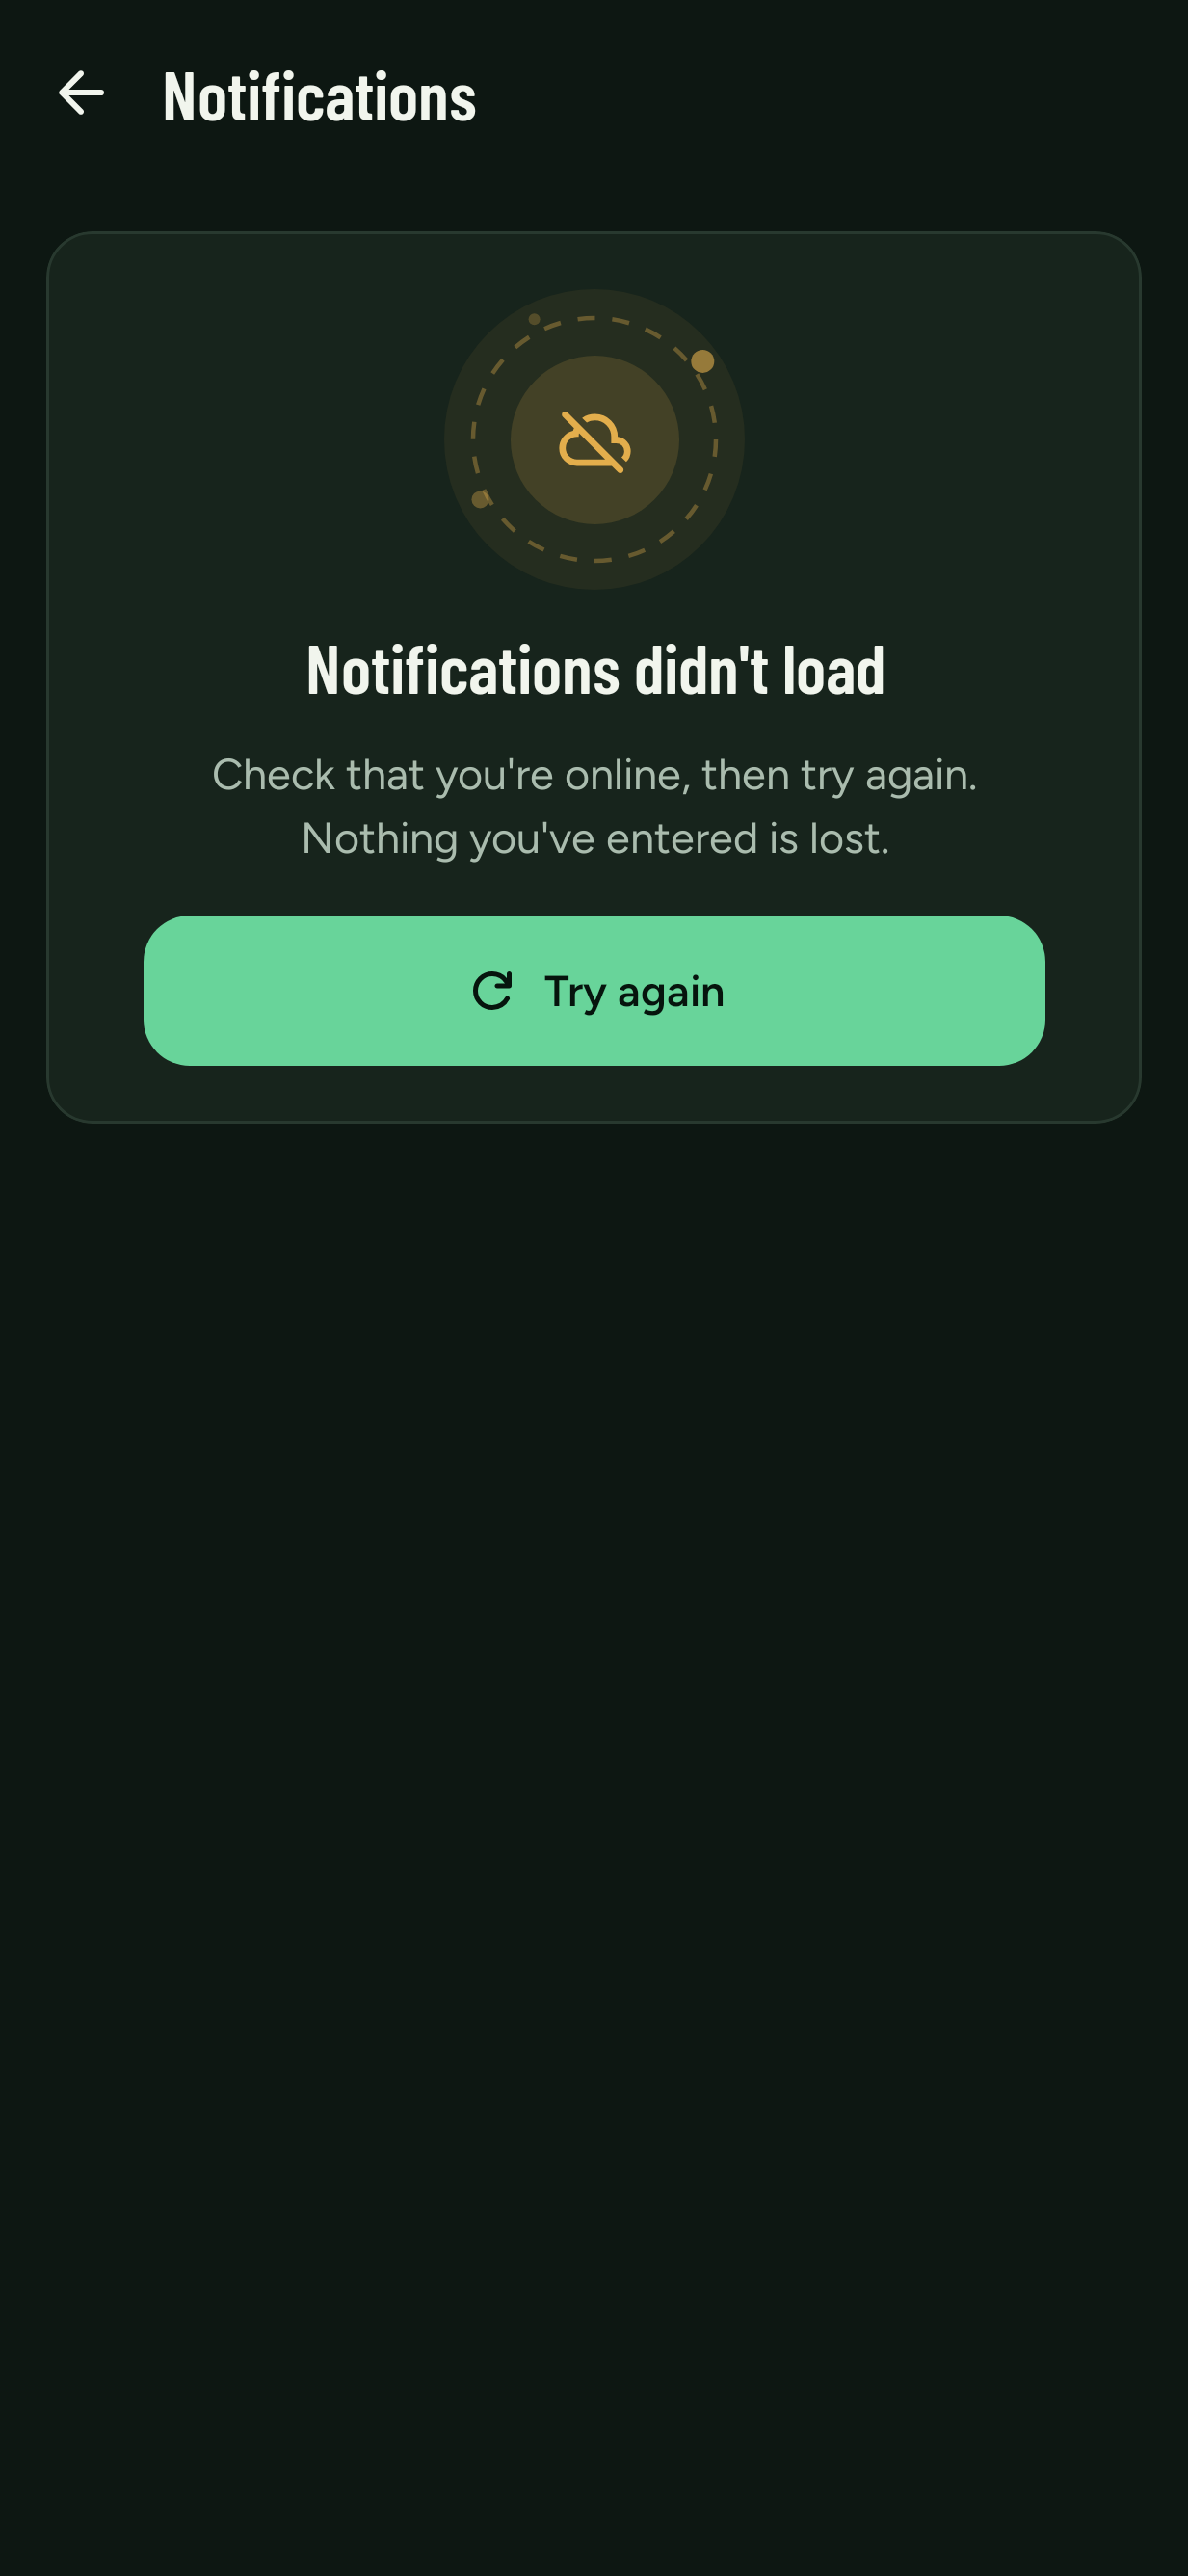 Notifications
Notifications didn't load
Check that you're online, then try again.
Nothing you've entered is lost.
Try again